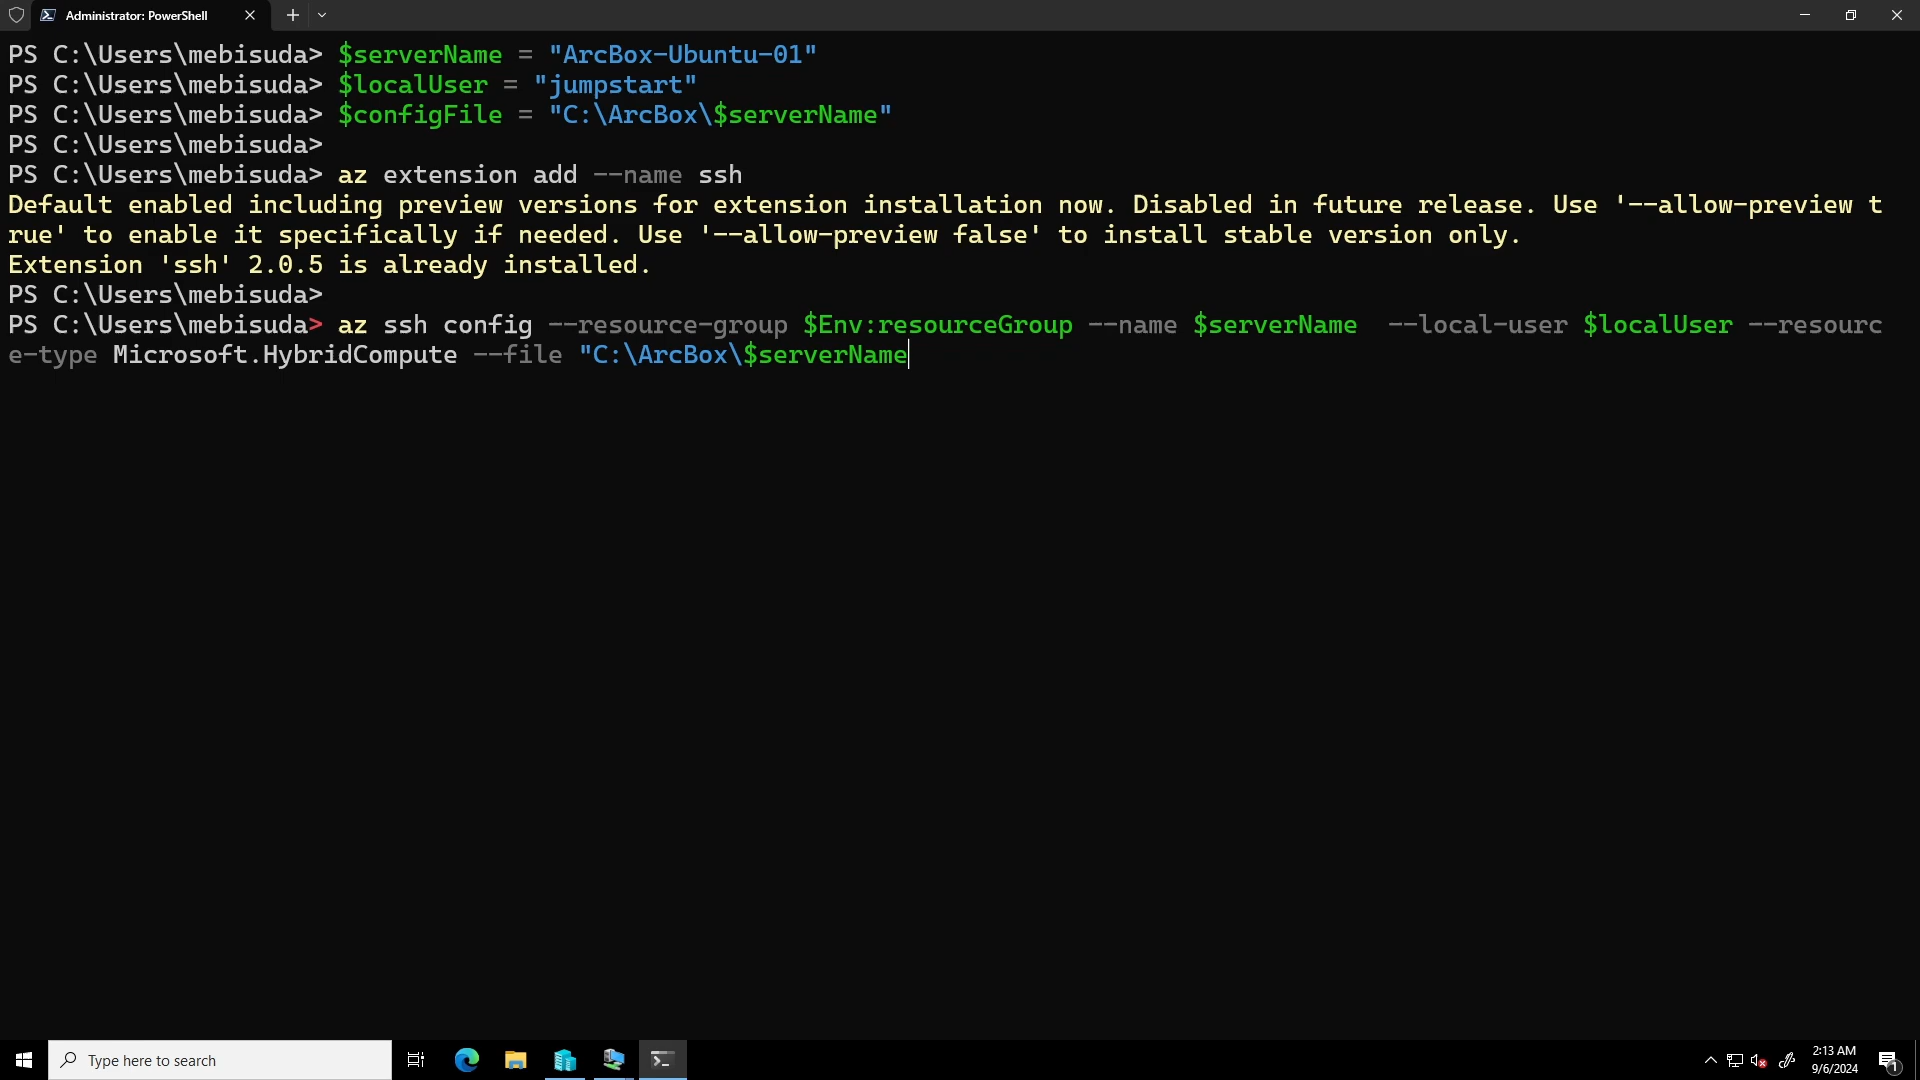 Administrator: PowerShell
PS C:\Users\mebisuda> $serverName = "ArcBox-Ubuntu-01"
PS C:\Users\mebisuda> $localUser = "jumpstart"
PS C:\Users\mebisuda> $configFile = "C:\ArcBox\$serverName"
PS C:\Users\mebisuda>
PS C:\Users\mebisuda> az extension add --name ssh
Default enabled including preview versions for extension installation now. Disabled in future release. Use '--allow-preview t
rue' to enable it specifically if needed. Use '--allow-preview false' to install stable version only.
Extension 'ssh' 2.0.5 is already installed.
PS C:\Users\mebisuda>
PS C:\Users\mebisuda> az ssh config --resource-group $Env:resourceGroup --name $serverName  --local-user $localUser --resourc
e-type Microsoft.HybridCompute --file "C:\ArcBox\$serverName
Type here to search
2:13 AM
9/6/2024
1